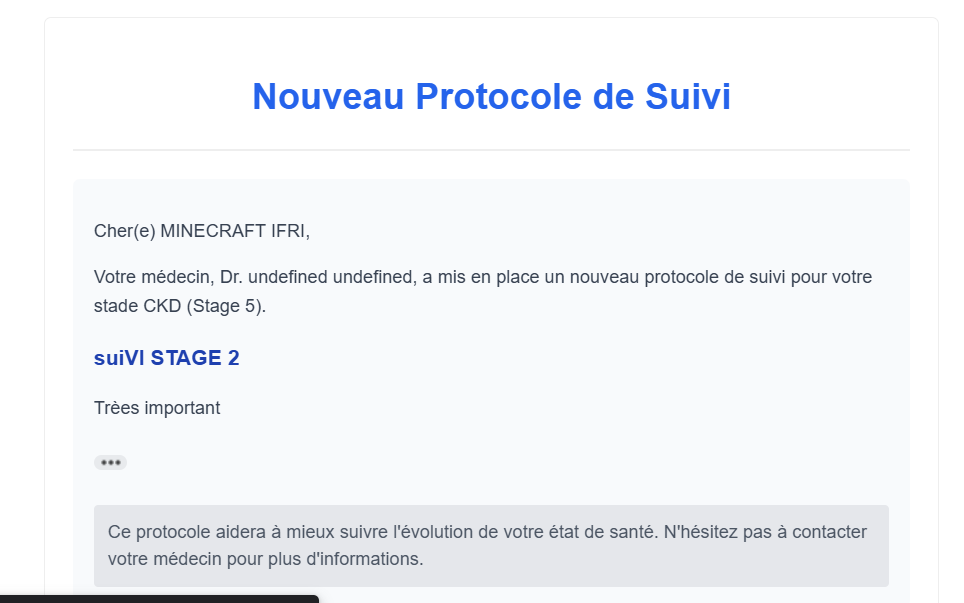 Nouveau Protocole de Suivi
Cher(e) MINECRAFT IFRI,
Votre médecin, Dr. undefined undefined, a mis en place un nouveau protocole de suivi pour votre
stade CKD (Stage 5).
suiVI STAGE 2
Trèes important
Ce protocole aidera à mieux suivre l'évolution de votre état de santé. N'hésitez pas à contacter
votre médecin pour plus d'informations.